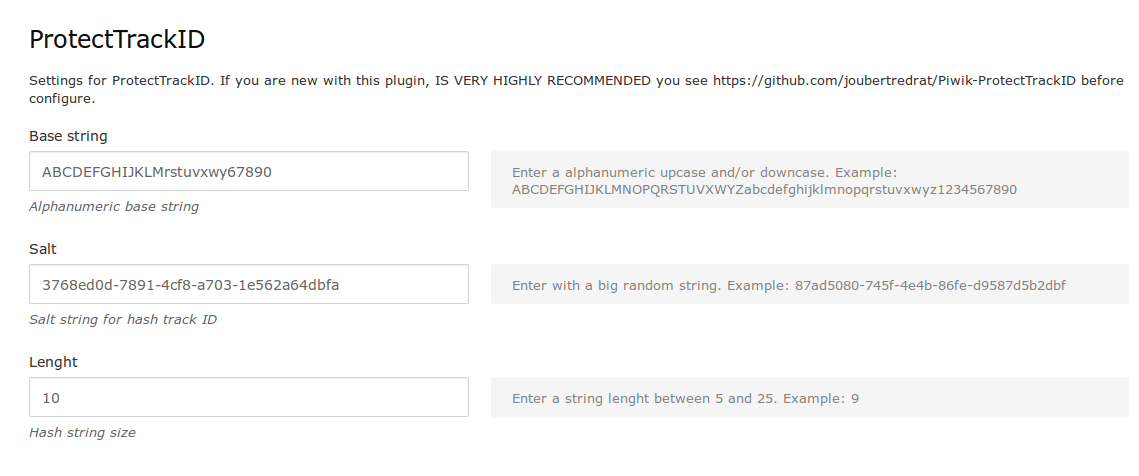 ProtectTrackID
Settings for ProtectTrackID. If you are new with this plugin, IS VERY HIGHLY RECOMMENDED you see https://github.com/joubertredrat/Piwik-ProtectTrackID before
configure.
Base string
ABCDEFGHIJKLMrstuvxwy67890
Enter a alphanumeric upcase and/or downcase. Example:
ABCDEFGHIJKLMNOPQRSTUVXWYZabcdefghijklmnopqrstuvxwyz1234567890
Alphanumeric base string
Salt
3768ed0d-7891-4cf8-a703-1e562a64dbfa
Enter with a big random string. Example: 87ad5080-745f-4e4b-86fe-d9587d5b2dbf
Salt string for hash track ID
Lenght
10
Enter a string lenght between 5 and 25. Example: 9
Hash string size